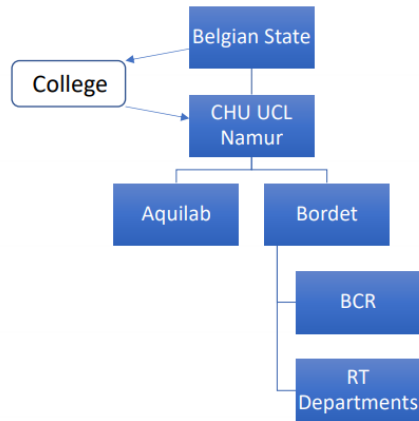 Belgian State
College
CHU UCL
Namur
Aquilab
Bordet
BCR
RT
Departments